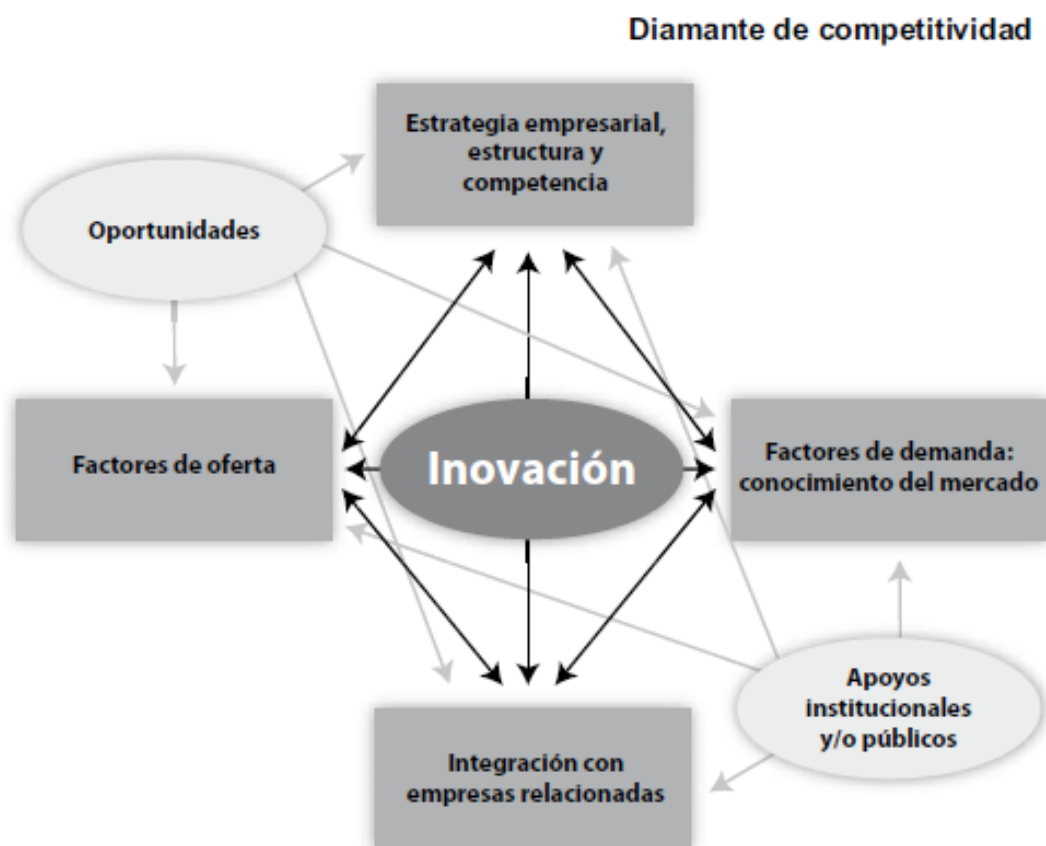 Diamante de competitividad
Estrategia empresarial,
estructura y
competencia
Oportunidades
Factores de oferta
Inovación
Factores de demanda:
conocimiento del mercado
Apoyos
institucionales
y/o públicos
Integración con
empresas relacionadas